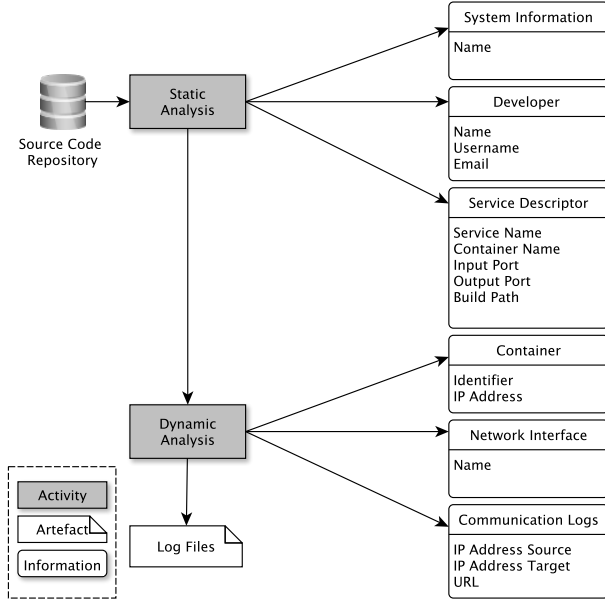 System Information
Name
Static
Analysis
Source Code
Repository
Developer
Name
Username
Email
Service Descriptor
Service Name
Container Name
Input Port
Output Port
Build Path
Container
Identifier
IP Address
Dynamic
Analysis
Network Interface
Name
Communication Logs
IP Address Source
IP Address Target
URL
Log Files
Activity
Artefact
Information